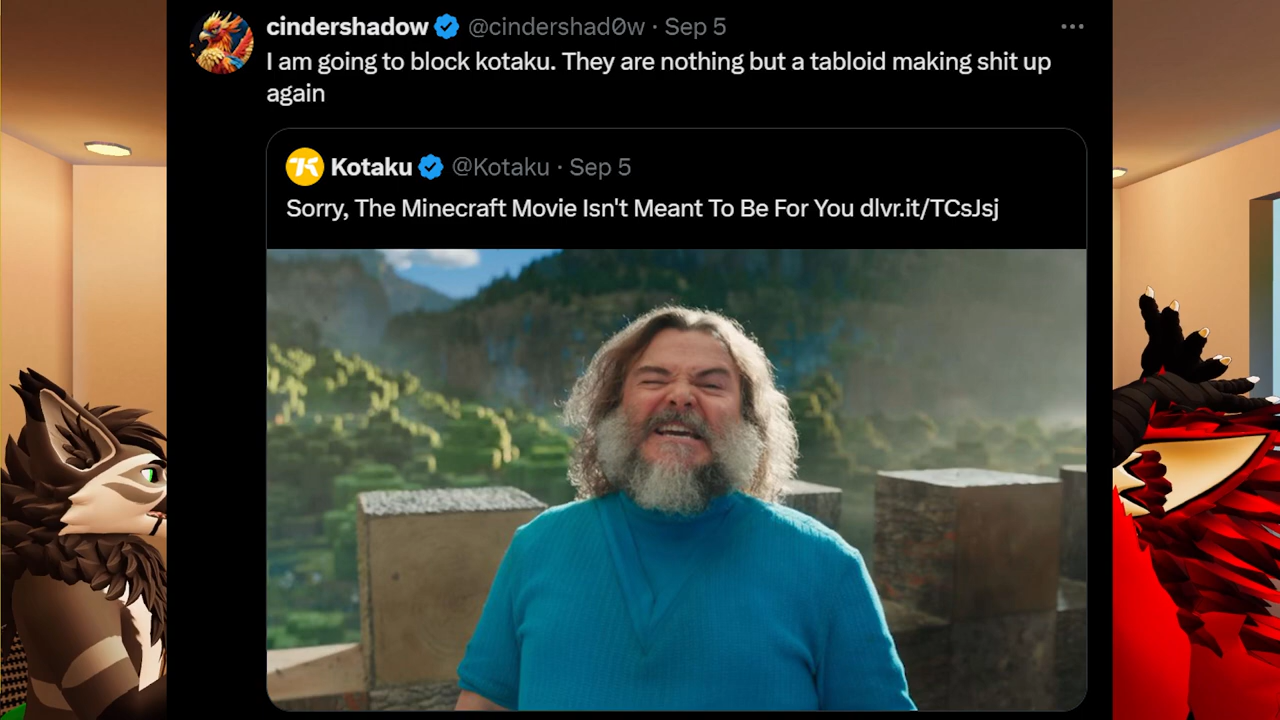 cindershadow @cindershad0w · Sep 5
I am going to block kotaku. They are nothing but a tabloid making shit up
again
Kotaku @Kotaku · Sep 5
Sorry, The Minecraft Movie Isn't Meant To Be For You dlvr.it/TCsJsj